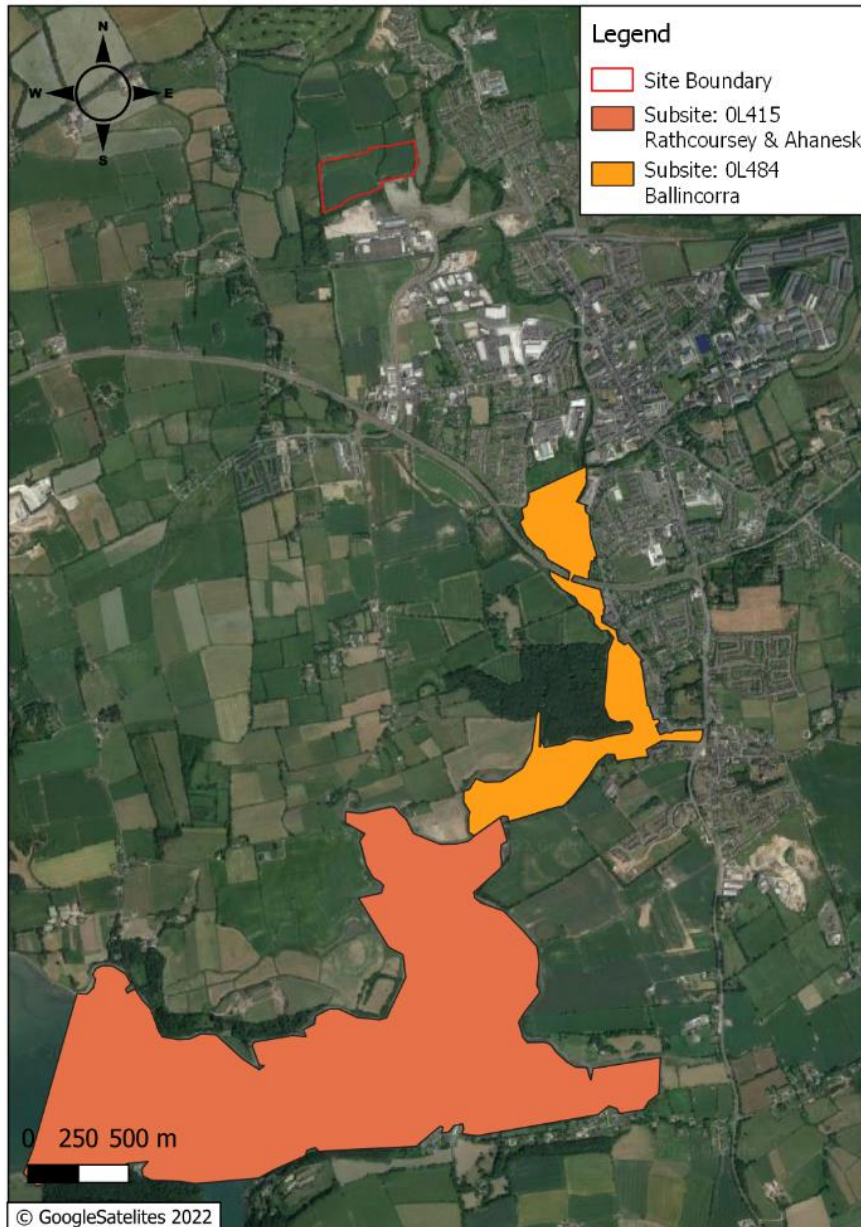 N
W E
S
Legend
Site Boundary
Subsite: 0L415
Rathcoursey & Ahanesk
Subsite: 0L484
Ballincorra
0 250 500 m
© GoogleSatelites 2022